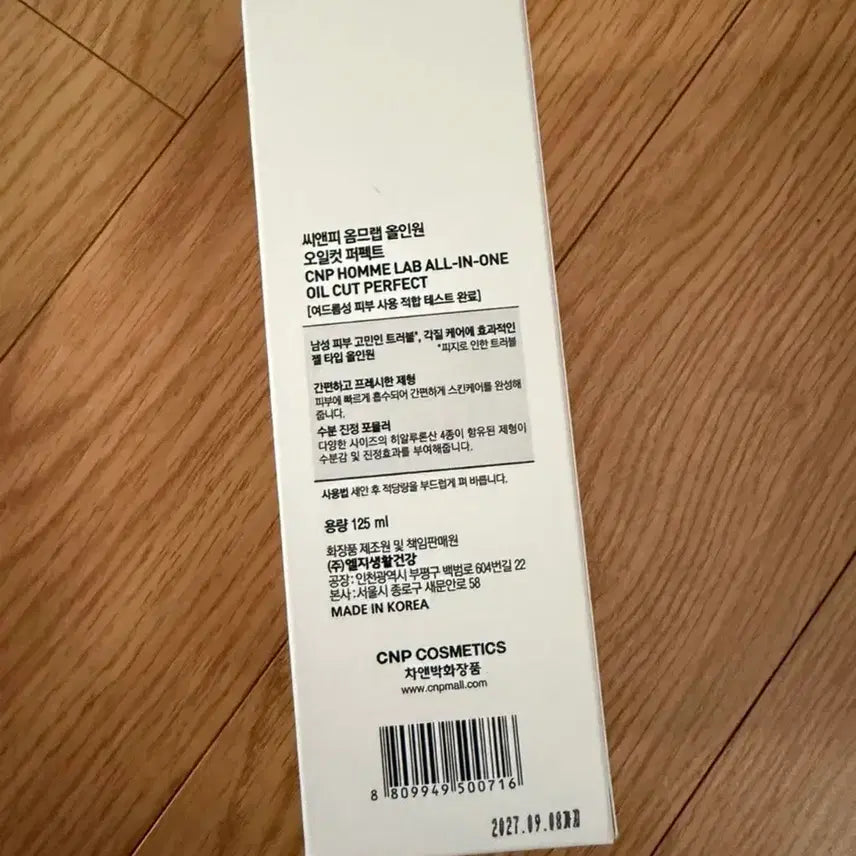 씨앤피 옴므랩 올인원
오일컷 퍼펙트
CNP HOMME LAB ALL-IN-ONE
OIL CUT PERFECT
[여드름성 피부 사용 적합 테스트 완료]
남성 피부 고민인 트러블*, 각질 케어에 효과적인
젤 타입 올인원 *피지로 인한 트러블
간편하고 프레시한 제형
피부에 빠르게 흡수되어 간편하게 스킨케어를 완성해
줍니다.
수분 진정 포뮬러
다양한 사이즈의 히알루론산 4종이 함유된 제형이
수분감 및 진정효과를 부여해줍니다.
사용법 세안 후 적당량을 부드럽게 펴 바릅니다.
용량 125 ml
화장품 제조원 및 책임판매원
(주)엘지생활건강
공장 : 인천광역시 부평구 백범로 604번길 22
본사 : 서울시 종로구 새문안로 58
MADE IN KOREA
CNP COSMETICS
차앤박화장품
www.cnpmall.com
8 809949 500716
2027.09.08까지